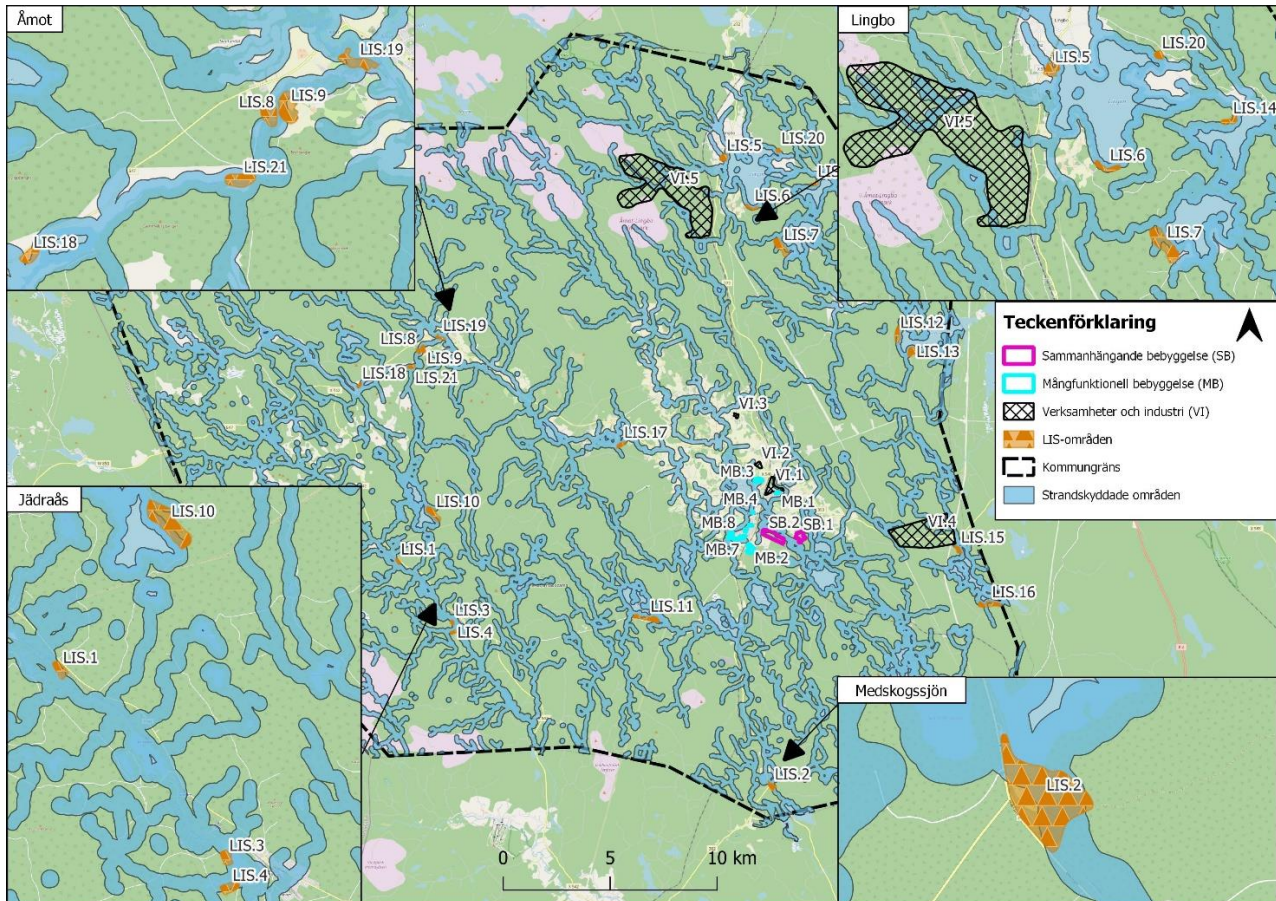 Åmot
LIS.19
LIS.8
LIS.9
LIS.21
LIS.18
Lingbo
LIS.5
LIS.20
LIS.14
VI.5
LIS.6
LIS.7
LIS.5
LIS.20
VI.5
LIS
LIS.6
LIS.7
LIS.19
LIS.8
LIS.9
LIS.18
LIS.21
LIS.12
LIS.13
VI.3
LIS.17
VI.2
MB.3
VI.1
MB.4
MB.1
LIS.10
MB.8
SB.2
SB.1
VI.4
LIS.15
MB.7
MB.2
LIS.1
LIS.16
LIS.3
LIS.11
LIS.4
LIS.2
Teckenförklaring
Sammanhängande bebyggelse (SB)
Mångfunktionell bebyggelse (MB)
Verksamheter och industri (VI)
LIS-områden
Kommungräns
Strandskyddade områden
Jädraås
LIS.10
LIS.1
LIS.3
LIS.4
Medskogssjön
LIS.2
0 5 10 km